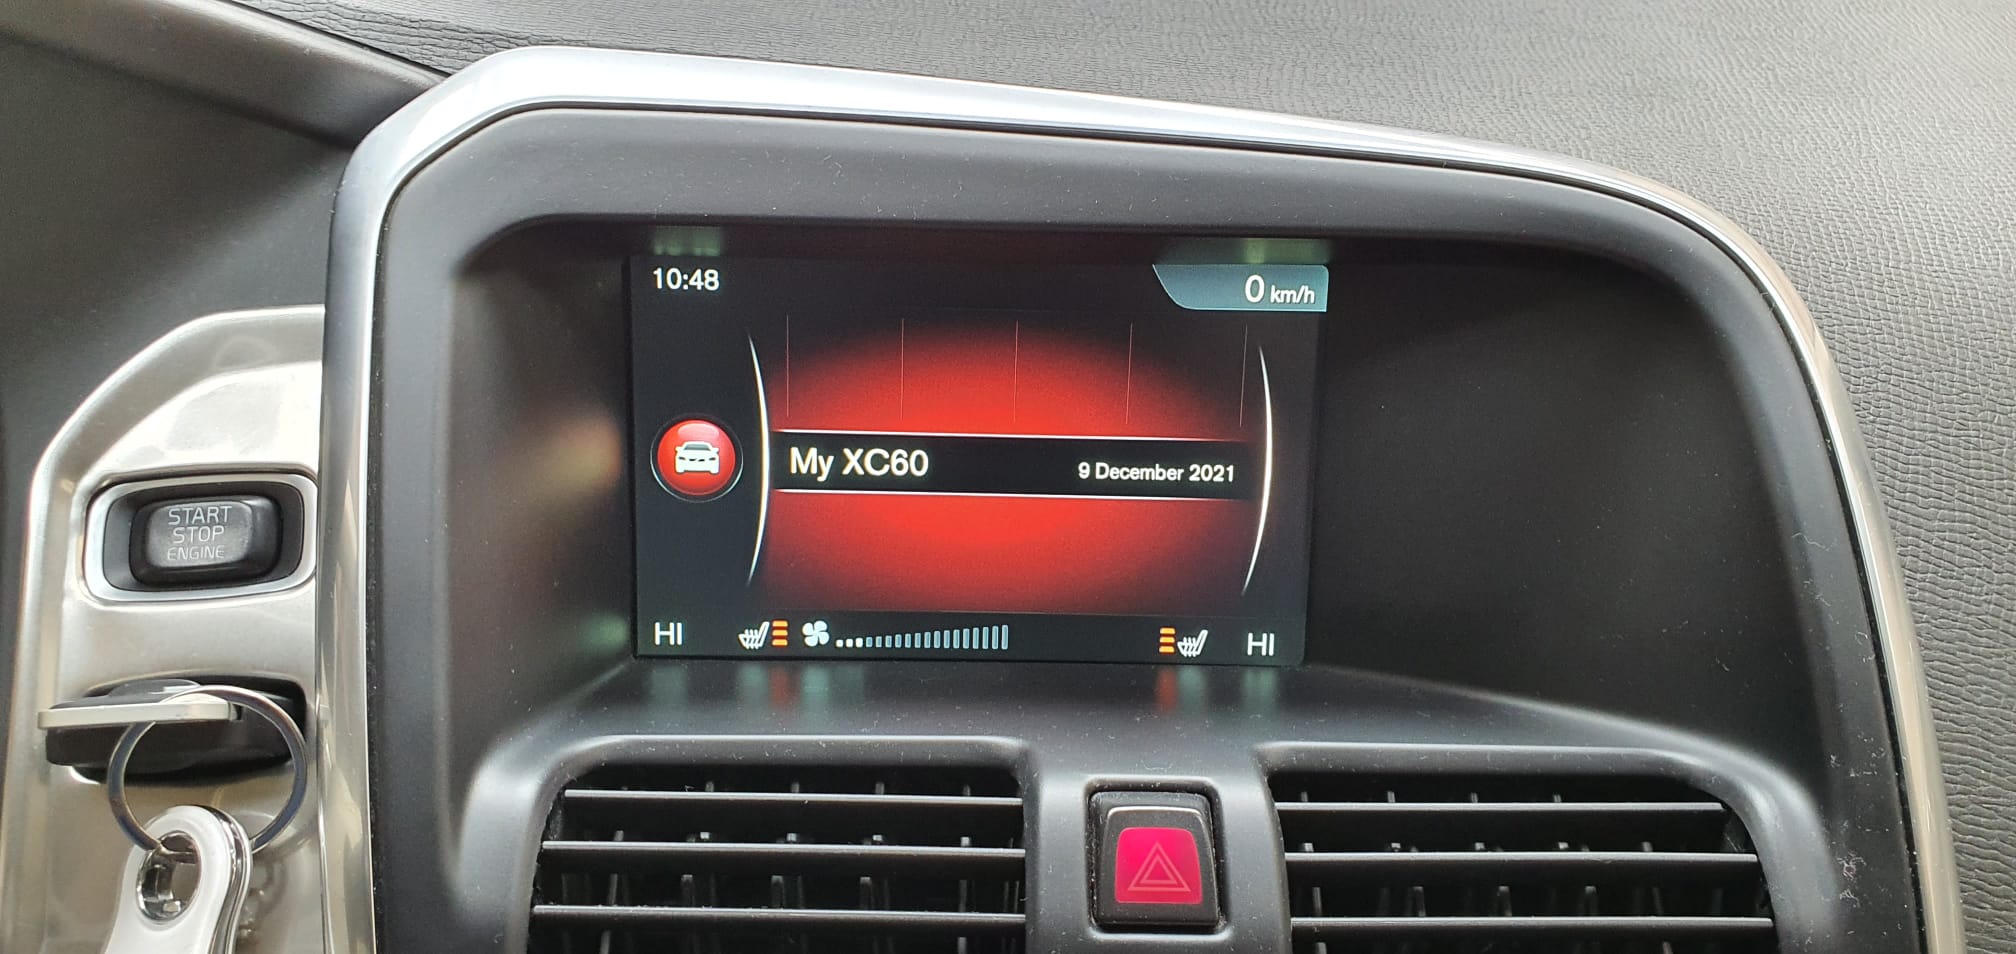 10:48
0 km/h
My XC60
9 December 2021
START
STOP
ENGINE
HI
HI